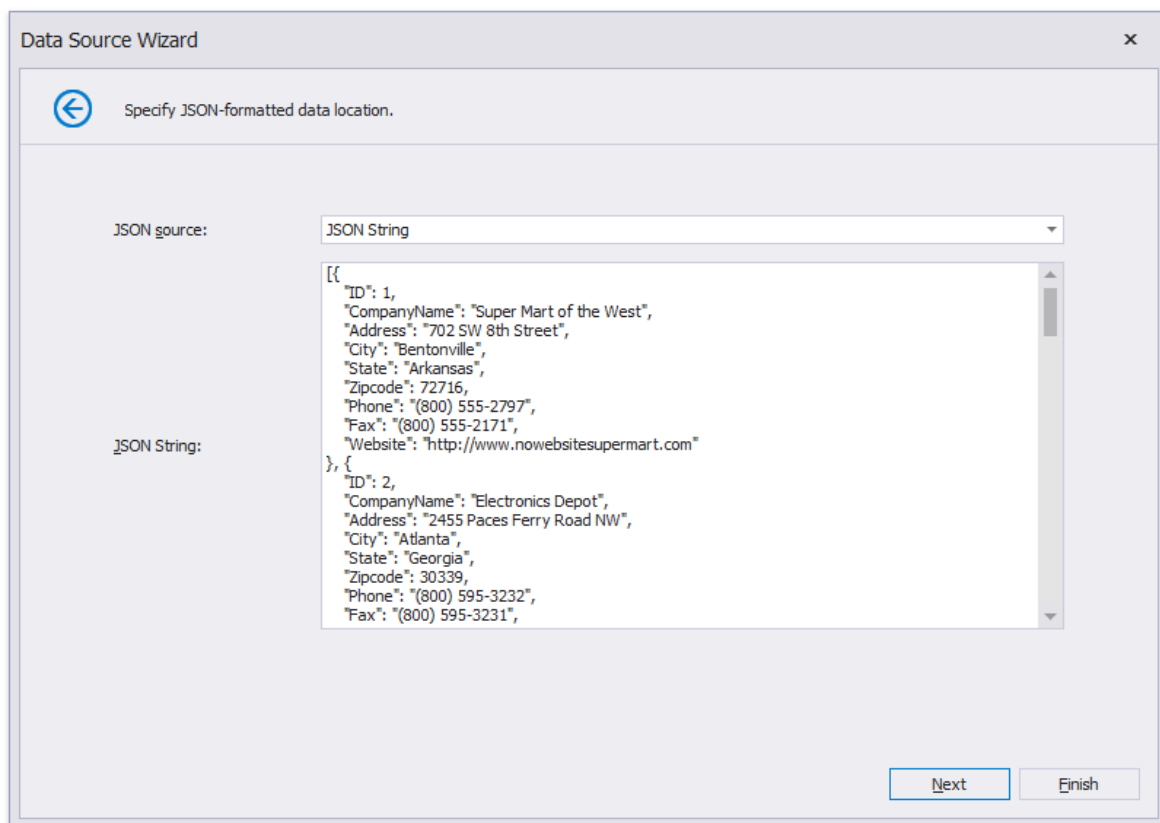 Data Source Wizard
Specify JSON-formatted data location.
JSON source:
JSON String
[{
"ID": 1,
"CompanyName": "Super Mart of the West",
"Address": "702 SW 8th Street",
"City": "Bentonville",
"State": "Arkansas",
"Zipcode": 72716,
"Phone": "(800) 555-2797",
"Fax": "(800) 555-2171",
"Website": "http://www.nowebsitesupermart.com"
JSON String:
}, {
"ID": 2,
"CompanyName": "Electronics Depot",
"Address": "2455 Paces Ferry Road NW",
"City": "Atlanta",
"State": "Georgia",
"Zipcode": 30339,
"Phone": "(800) 595-3232",
"Fax": "(800) 595-3231",
Next
Finish